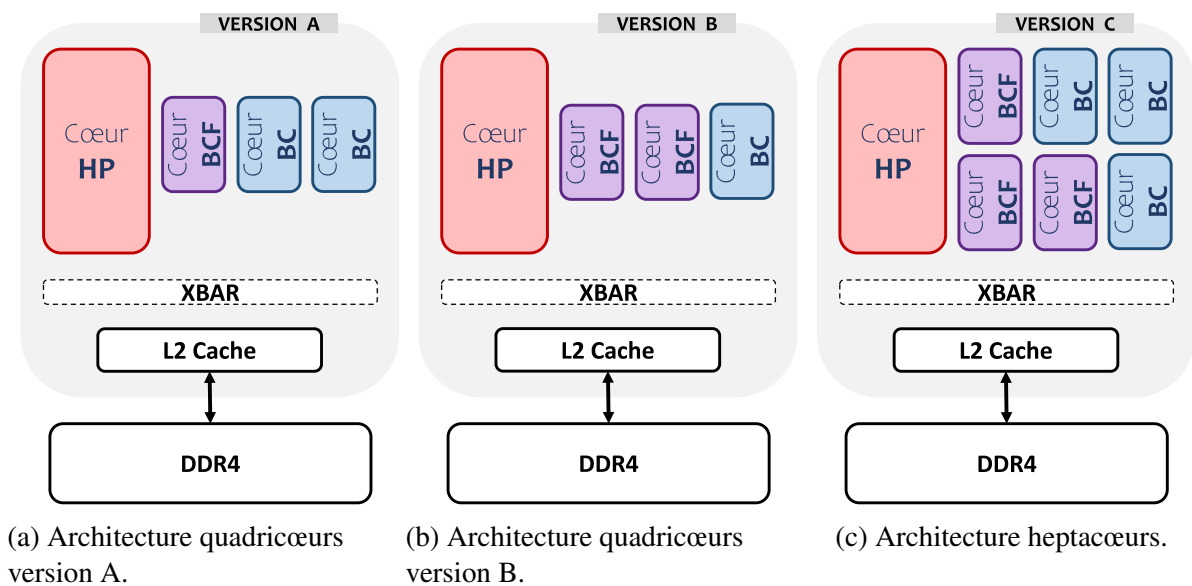 VERSION A
Cœur
HP
Cœur
BCF
Cœur
BC
Cœur
BC
XBAR
L2 Cache
DDR4
(a) Architecture quadricœurs
version A.
VERSION B
Cœur
HP
Cœur
BCF
Cœur
BCF
Cœur
BC
XBAR
L2 Cache
DDR4
(b) Architecture quadricœurs
version B.
VERSION C
Cœur
HP
Cœur
BCF
Cœur
BC
Cœur
BC
Cœur
BCF
Cœur
BCF
Cœur
BC
XBAR
L2 Cache
DDR4
(c) Architecture heptacœurs.